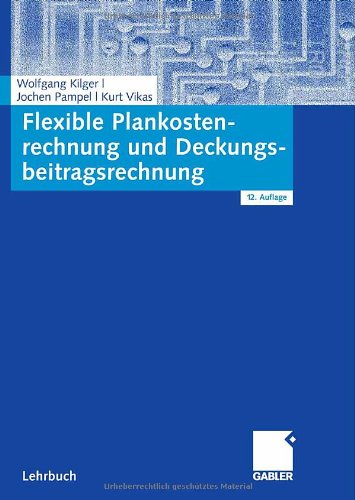 Wolfgang Kilger |
Jochen Pampel | Kurt Vikas
Flexible Plankosten-
rechnung und Deckungs-
beitragsrechnung
12. Auflage
Lehrbuch
GABLER
Urheberrechtlich geschütztes Material